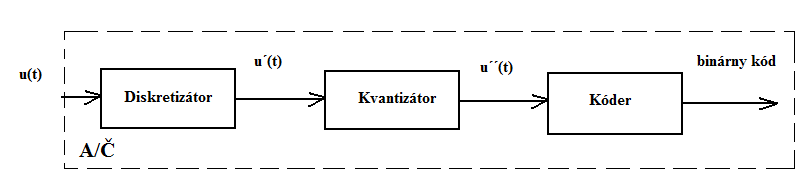 u(t)
Diskretizátor
u´(t)
Kvantizátor
u´´(t)
Kóder
binárny kód
A/Č